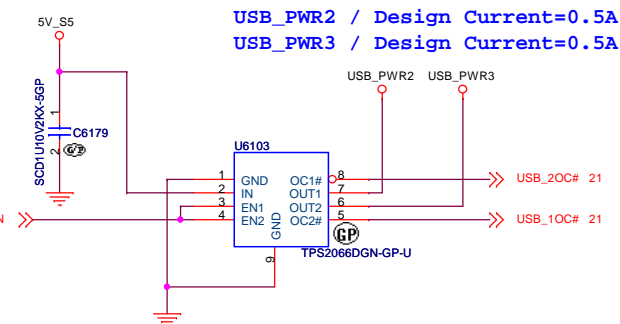 USB_PWR2 / Design Current=0.5A
USB_PWR3 / Design Current=0.5A
5V_S5
USB_PWR2 USB_PWR3
SCD1U10V2KX-5GP
1
C6179
2
G/P
U6103
1 GND OC1# 8
2 IN OUT1 7
3 EN1 OUT2 6
4 EN2 OC2# 5
GND
9
GP
TPS2066DGN-GP-U
USB_2OC# 21
USB_1OC# 21
N